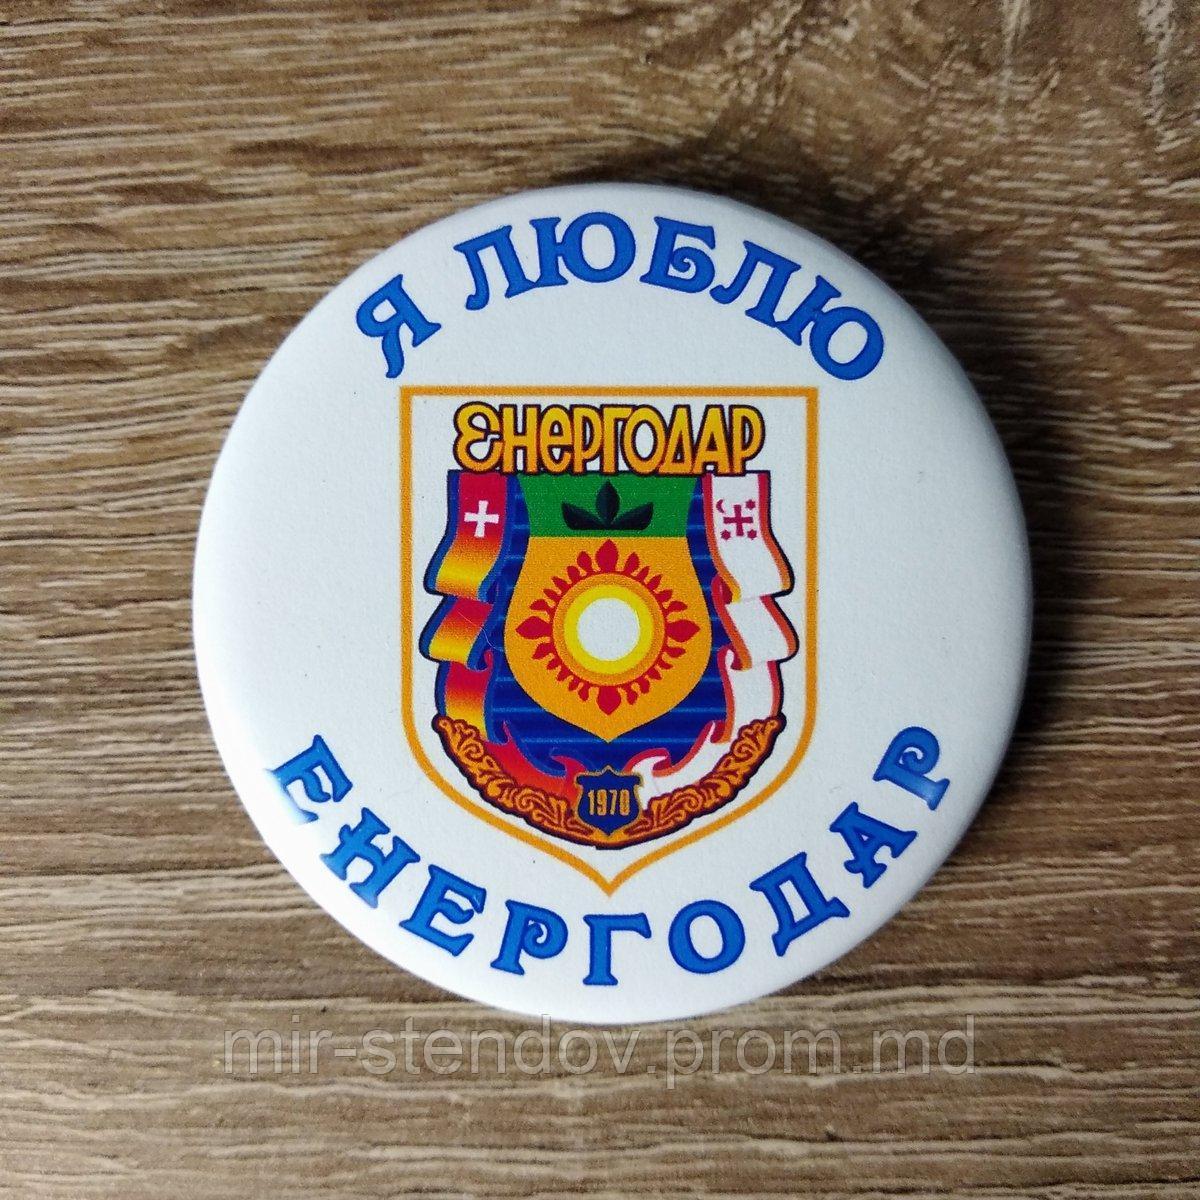 Я ЛЮБЛЮ
ЕНЕРГОДАР
1970
ЕНЕРГОДАР
mir-stendov.prom.md